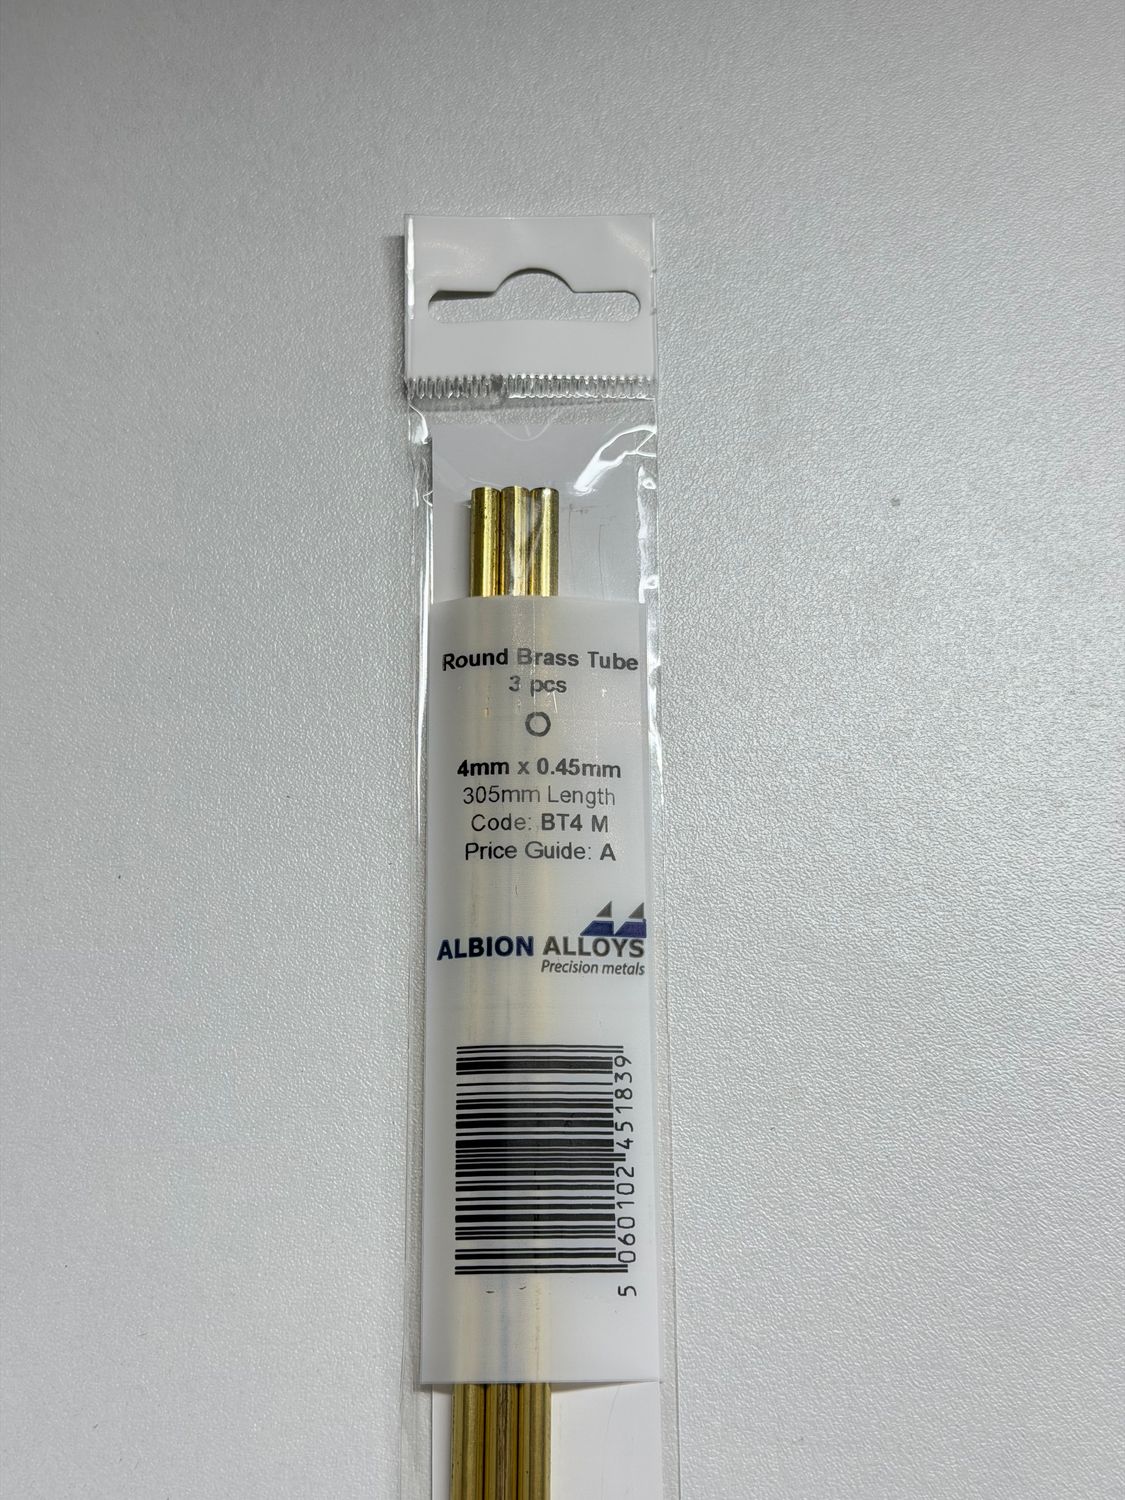 Round Brass Tube
3 pcs
4mm x 0.45mm
305mm Length
Code: BT4 M
Price Guide: A
ALBION ALLOYS
Precision metals
5 060102 451839